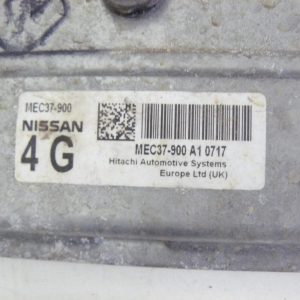 MEC37-900
NISSAN
4 G
MEC37-900 A1 0717
Hitachi Automotive Systems
Europe Ltd (UK)